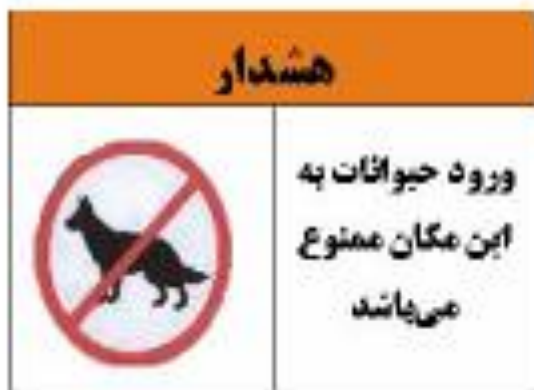 هشدار
ورود حیوانات به
این مکان ممنوع
می‌باشد